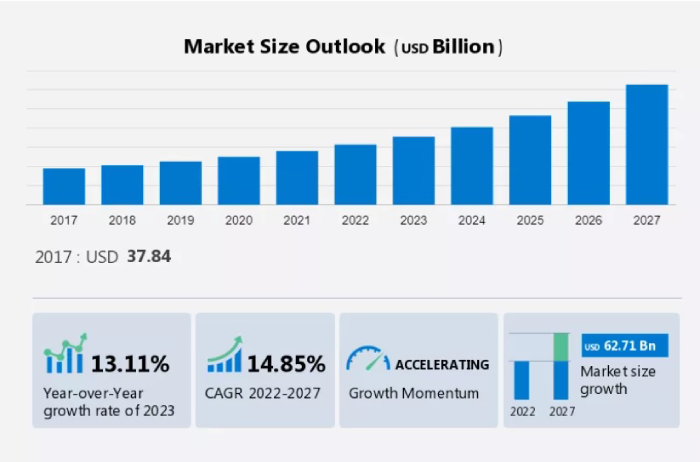 Market Size Outlook (USD Billion)
2017 2018 2019 2020 2021 2022 2023 2024 2025 2026 2027
2017 : USD 37.84
13.11%
Year-over-Year
growth rate of 2023
14.85%
CAGR 2022-2027
ACCELERATING
Growth Momentum
2022 2027
USD 62.71 Bn
Market size
growth